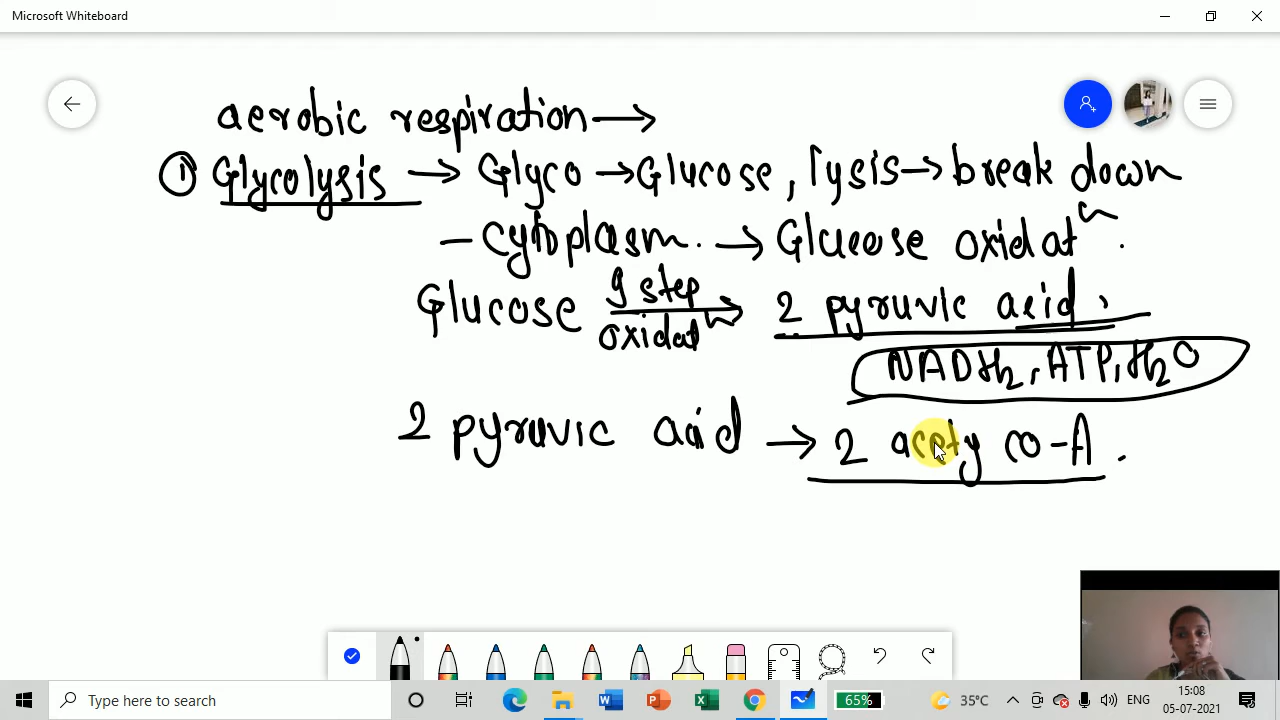 Microsoft Whiteboard
aerobic respiration →
① Glycolysis → Glyco → Glucose, lysis → break down
- cytoplasm. → Glucose oxidatⁿ.
Glucose 9 step oxidatⁿ → 2 pyruvic acid.
NADH₂, ATP, H₂O
2 pyruvic acid → 2 acety co-A.
Type here to search
65%
35°C
ENG
15:08
05-07-2021